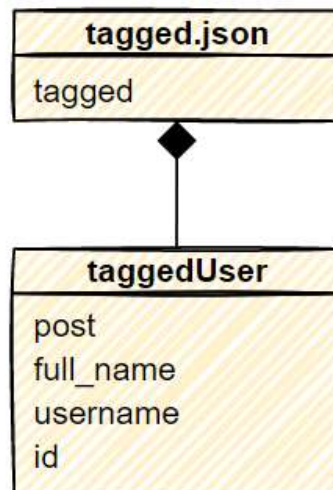 tagged.json
tagged
taggedUser
post
full_name
username
id